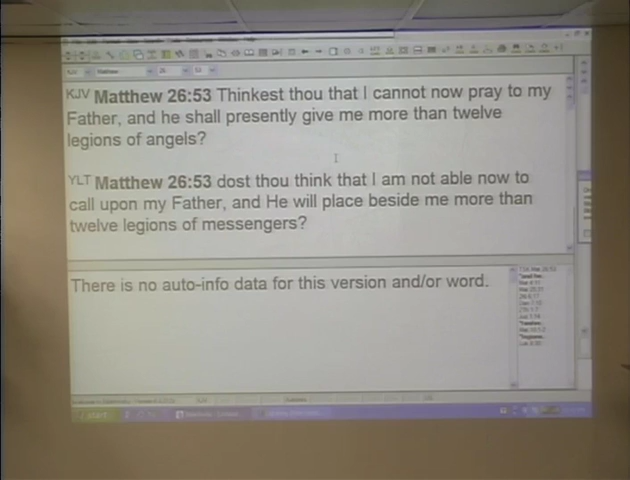 KJV Matthew 26:53 Thinkest thou that I cannot now pray to my
Father, and he shall presently give me more than twelve
legions of angels?
YLT Matthew 26:53 dost thou think that I am not able now to
call upon my Father, and He will place beside me more than
twelve legions of messengers?
There is no auto-info data for this version and/or word.
start